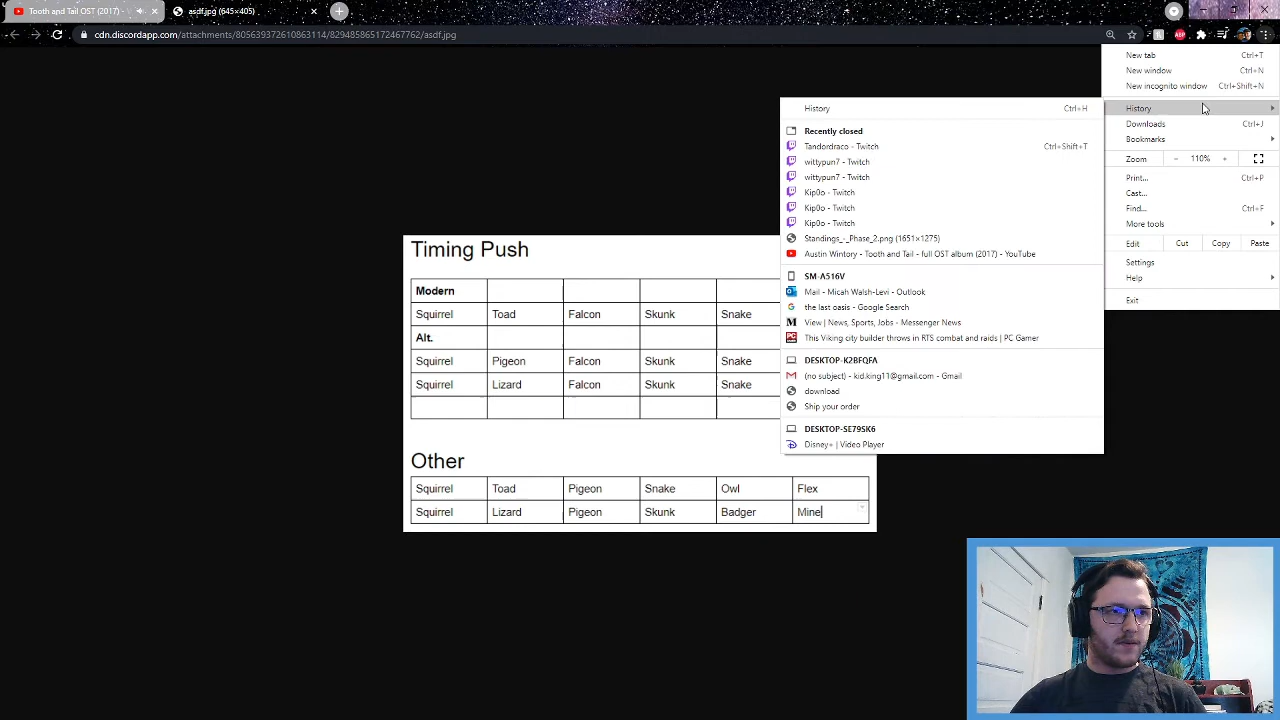 Tooth and Tail OST (2017) -
asdf.jpg (645×405)
cdn.discordapp.com/attachments/805639372610863114/829485865172467762/asdf.jpg
ABP
New tab Ctrl+T
New window Ctrl+N
New incognito window Ctrl+Shift+N
History
Downloads Ctrl+J
Bookmarks
Zoom − 110% +
Print... Ctrl+P
Cast...
Find... Ctrl+F
More tools
Edit Cut Copy Paste
Settings
Help
Exit
History Ctrl+H
Recently closed
Tandordraco - Twitch Ctrl+Shift+T
wittypun7 - Twitch
wittypun7 - Twitch
Kip0o - Twitch
Kip0o - Twitch
Kip0o - Twitch
Standings_-_Phase_2.png (1651×1275)
Austin Wintory - Tooth and Tail - full OST album (2017) - YouTube
SM-A516V
Mail - Micah Walsh-Levi - Outlook
the last oasis - Google Search
View | News, Sports, Jobs - Messenger News
This Viking city builder throws in RTS combat and raids | PC Gamer
DESKTOP-K2BFQFA
(no subject) - kid.king11@gmail.com - Gmail
download
Ship your order
DESKTOP-SE79SK6
Disney+ | Video Player
Timing Push
Modern
Squirrel Toad Falcon Skunk Snake
Alt.
Squirrel Pigeon Falcon Skunk Snake
Squirrel Lizard Falcon Skunk Snake
Other
Squirrel Toad Pigeon Snake Owl Flex
Squirrel Lizard Pigeon Skunk Badger Mine